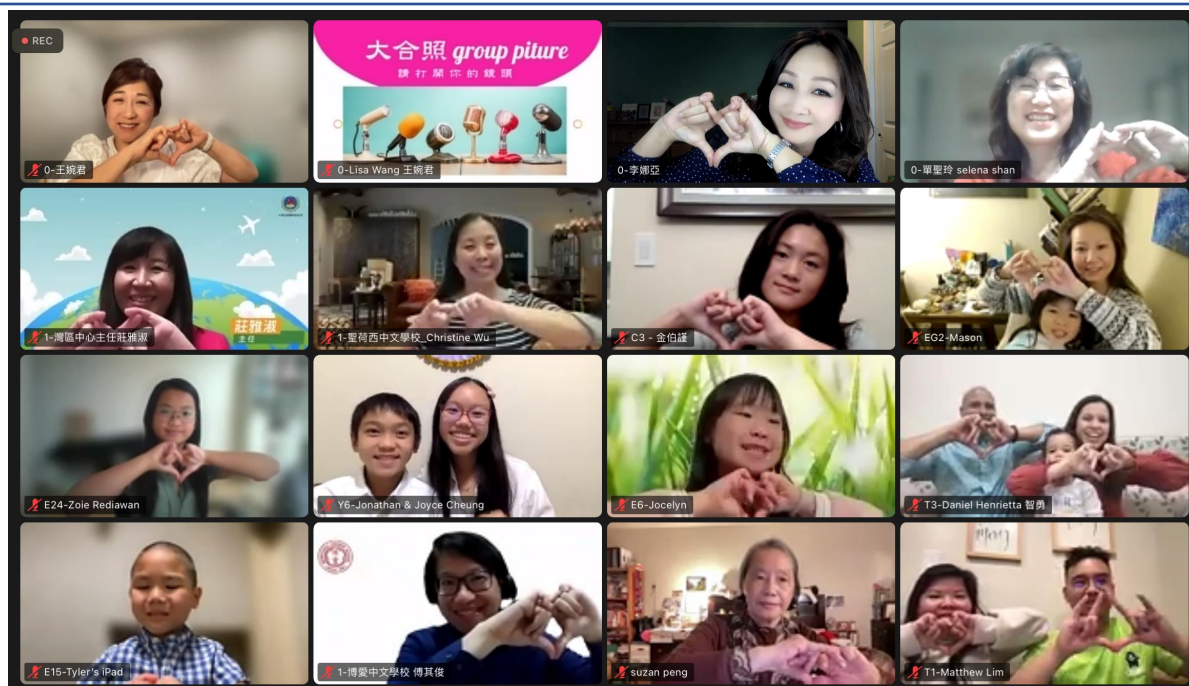 REC
0-王婉君
大合照 group piture
請打開你的鏡頭
0-Lisa Wang 王婉君
0-李娜亞
0-單聖玲 selena shan
莊雅淑
主任
1-灣區中心主任莊雅淑
1-聖荷西中文學校_Christine Wu
C3 - 金伯謹
EG2-Mason
E24-Zoie Rediawan
Y6-Jonathan & Joyce Cheung
E6-Jocelyn
T3-Daniel Henrietta 智勇
E15-Tyler's iPad
1-博愛中文學校 傅其俊
suzan peng
T1-Matthew Lim